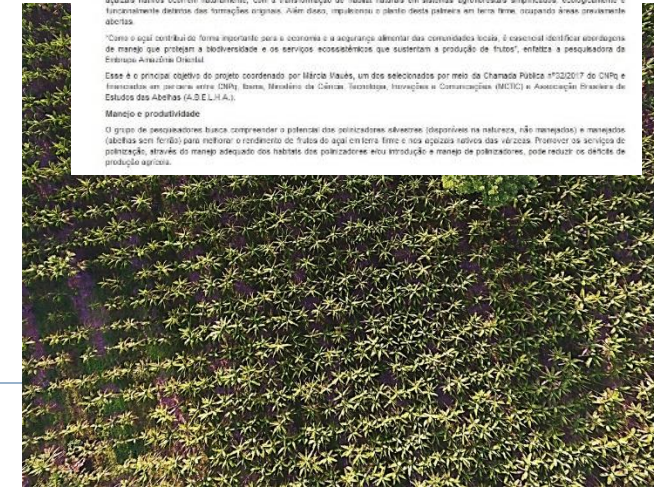 açaizais nativos ocorrem naturalmente, com a transformação de matas naturais em sistemas agroflorestais simplificados, ecologicamente e
funcionalmente distintos das formações originais. Além disso, impulsionou o plantio desta palmeira em terra firme, ocupando áreas previamente
abertas.
"Como o açaí contribui de forma importante para a economia e a segurança alimentar das comunidades locais, é essencial identificar abordagens
de manejo que protejam a biodiversidade e os serviços ecossistêmicos que sustentam a produção de frutos", enfatiza a pesquisadora da
Embrapa Amazônia Oriental.
Esse é o principal objetivo do projeto coordenado por Márcia Maués, um dos selecionados por meio da Chamada Pública nº32/2017 do CNPq e
financiados em parceria entre CNPq, Ibama, Ministério da Ciência, Tecnologia, Inovações e Comunicações (MCTIC) e Associação Brasileira de
Estudos das Abelhas (A.B.E.L.H.A.).
Manejo e produtividade
O grupo de pesquisadores busca compreender o potencial dos polinizadores silvestres (disponíveis na natureza, não manejados) e manejados
(abelhas sem ferrão) para melhorar o rendimento de frutos do açaí em terra firme e nos açaizais nativos das várzeas. Promover os serviços de
polinização, através do manejo adequado dos habitats dos polinizadores e/ou introdução e manejo de polinizadores, pode reduzir os déficits de
produção agrícola.